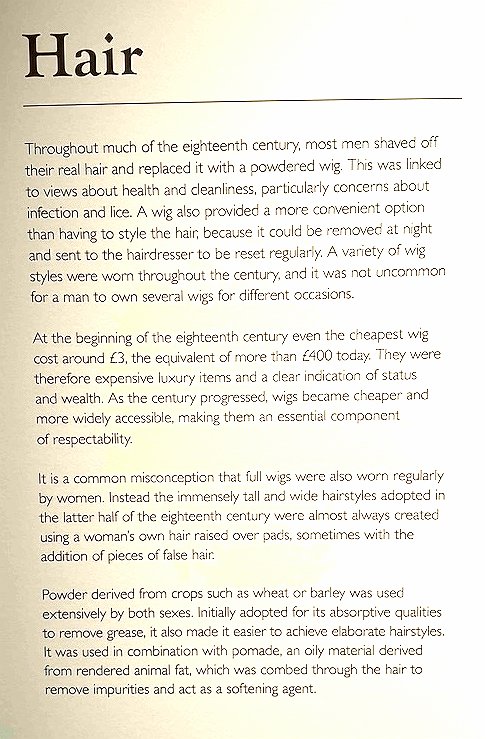 Hair
Throughout much of the eighteenth century, most men shaved off
their real hair and replaced it with a powdered wig. This was linked
to views about health and cleanliness, particularly concerns about
infection and lice. A wig also provided a more convenient option
than having to style the hair, because it could be removed at night
and sent to the hairdresser to be reset regularly. A variety of wig
styles were worn throughout the century, and it was not uncommon
for a man to own several wigs for different occasions.
At the beginning of the eighteenth century even the cheapest wig
cost around £3, the equivalent of more than £400 today. They were
therefore expensive luxury items and a clear indication of status
and wealth. As the century progressed, wigs became cheaper and
more widely accessible, making them an essential component
of respectability.
It is a common misconception that full wigs were also worn regularly
by women. Instead the immensely tall and wide hairstyles adopted in
the latter half of the eighteenth century were almost always created
using a woman's own hair raised over pads, sometimes with the
addition of pieces of false hair.
Powder derived from crops such as wheat or barley was used
extensively by both sexes. Initially adopted for its absorptive qualities
to remove grease, it also made it easier to achieve elaborate hairstyles.
It was used in combination with pomade, an oily material derived
from rendered animal fat, which was combed through the hair to
remove impurities and act as a softening agent.